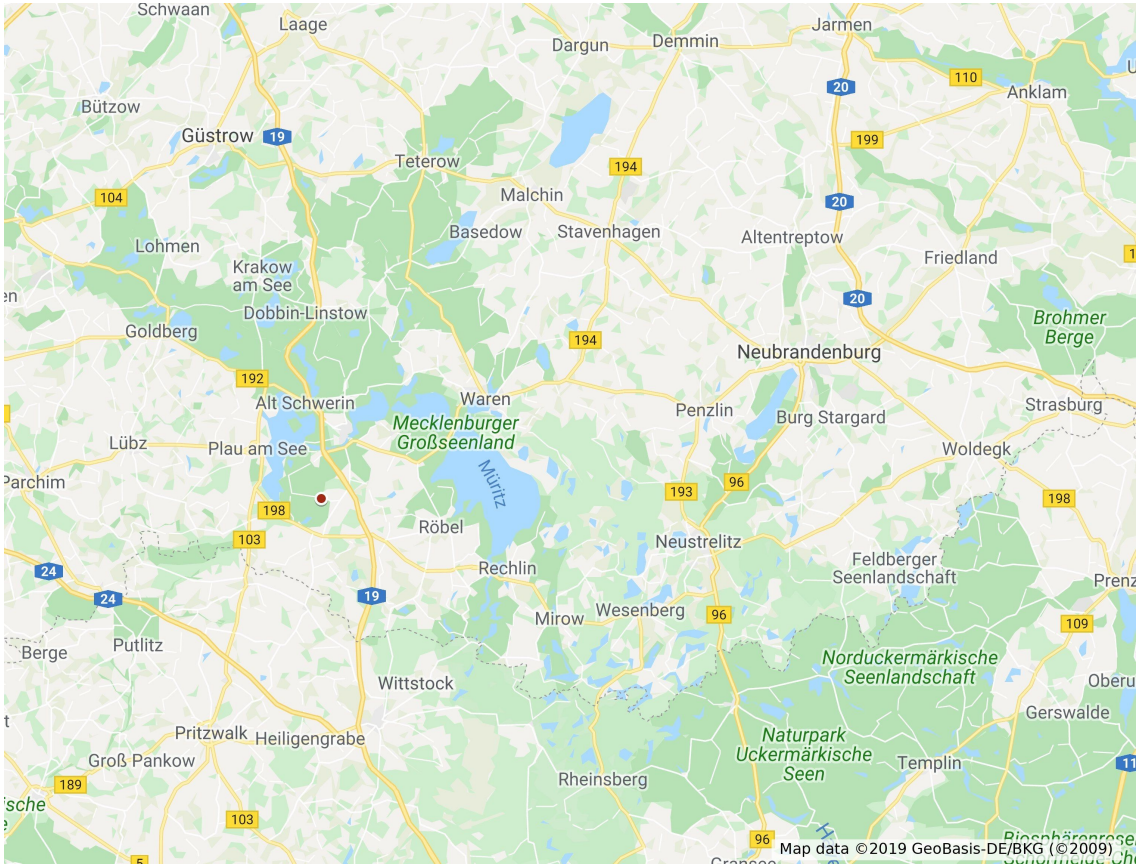 Schwaan
Laage
Jarmen
Dargun
Demmin
110
20
Anklam
Bützow
Güstrow
19
199
Teterow
194
Malchin
104
20
Basedow
Stavenhagen
Altentreptow
Lohmen
Friedland
Krakow
am See
20
Dobbin-Linstow
Goldberg
Brohmer
Berge
194
Neubrandenburg
192
Alt Schwerin
Waren
Penzlin
Burg Stargard
Strasburg
Mecklenburger
Großseenland
Lübz
Plau am See
Woldegk
Parchim
Müritz
193
96
198
198
Röbel
103
Neustrelitz
Feldberger
Seenlandschaft
24
Rechlin
Prenz
24
19
Mirow
Wesenberg
96
109
Berge
Putlitz
Norduckermärkische
Seenlandschaft
Wittstock
Oberu
Gerswalde
Pritzwalk
Heiligengrabe
Naturpark
Uckermärkische
Seen
Groß Pankow
Templin
11
Rheinsberg
189
103
96
5
Map data ©2019 GeoBasis-DE/BKG (©2009)